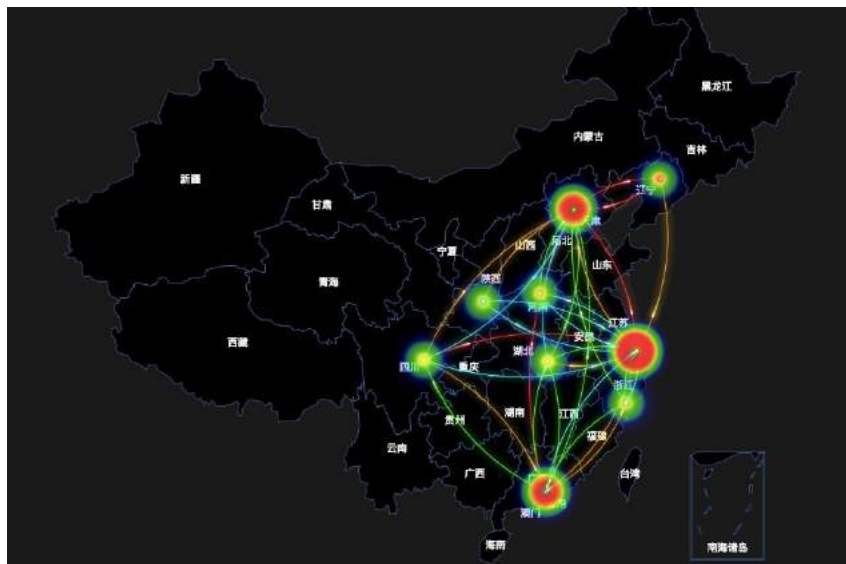 黑龙江
内蒙古
吉林
新疆
辽宁
甘肃
河北
山西
宁夏
山东
陕西
青海
江苏
安徽
西藏
湖北
四川
重庆
浙江
湖南
江西
贵州
福建
云南
广西
台湾
澳门
海南
南海诸岛